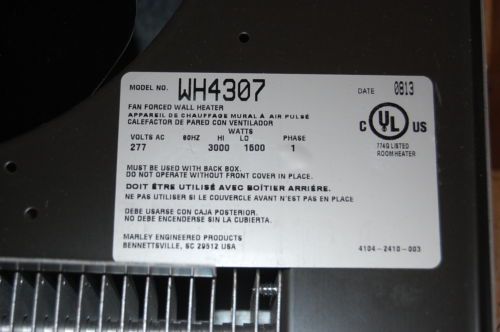 MODEL NO. WH4307 DATE 0813
FAN FORCED WALL HEATER
APPAREIL DE CHAUFFAGE MURAL À AIR PULSÉ
CALEFACTOR DE PARED CON VENTILADOR
WATTS
VOLTS AC 60HZ HI LO PHASE
277 3000 1600 1
C UL US
774G LISTED
ROOM HEATER
MUST BE USED WITH BACK BOX.
DO NOT OPERATE WITHOUT FRONT COVER IN PLACE.
DOIT ÊTRE UTILISÉ AVEC BOÎTIER ARRIÉRE.
NE PAS UTILISER SI LE COUVERCLE AVANT N'EST PAS EN PLACE
DEBE USARSE CON CAJA POSTERIOR.
NO DEBE ENCENDERSE SIN LA CUBIERTA.
MARLEY ENGINEERED PRODUCTS
BENNETTSVILLE, SC 29512 USA
4104-2410-003